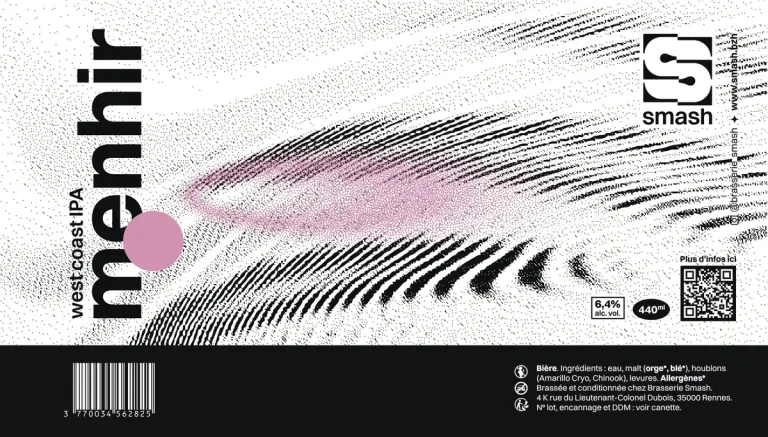 menhir
west coast IPA
smash
@brasserie_smash ✦ www.smash.bzh
Plus d'infos ici
6,4%
alc. vol.
440ml
Bière. Ingrédients : eau, malt (orge*, blé*), houblons
(Amarillo Cryo, Chinook), levures. Allergènes*
Brassée et conditionnée chez Brasserie Smash.
4 K rue du Lieutenant-Colonel Dubois, 35000 Rennes.
N° lot, encannage et DDM : voir canette.
3 770034 562825